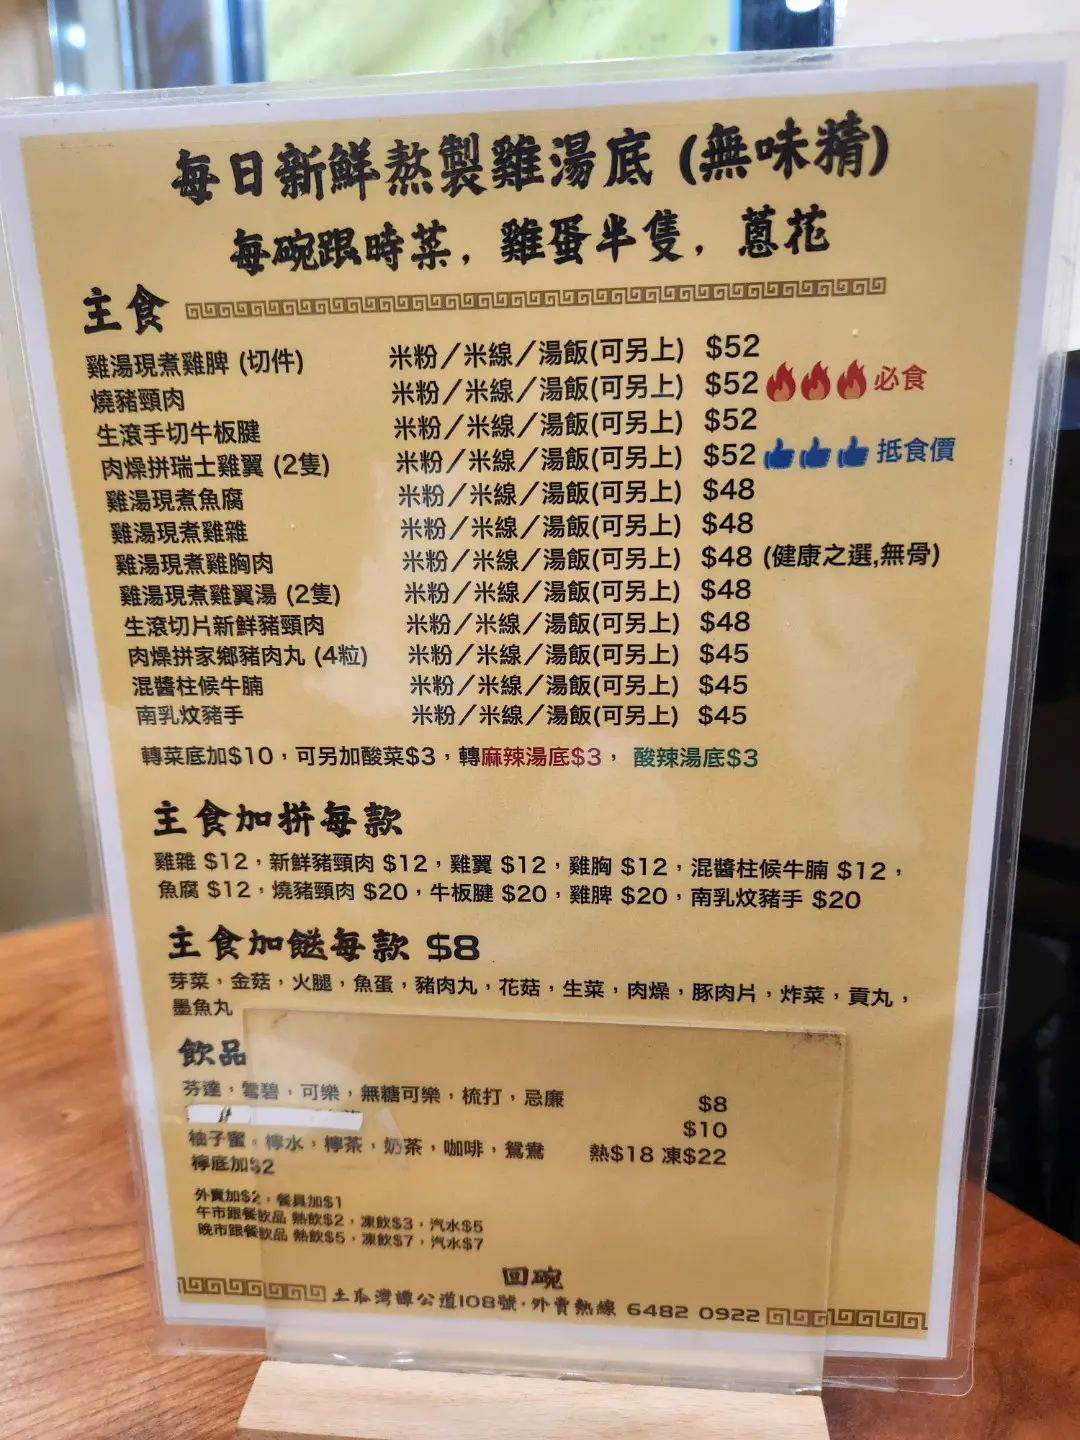 每日新鮮熬製雞湯底 (無味精)
每碗跟時菜，雞蛋半隻，蔥花
主食
雞湯現煮雞脾 (切件) 米粉／米線／湯飯(可另上) $52
燒豬頸肉 米粉／米線／湯飯(可另上) $52 必食
生滾手切牛板腱 米粉／米線／湯飯(可另上) $52
肉燥拼瑞士雞翼 (2隻) 米粉／米線／湯飯(可另上) $52 抵食價
雞湯現煮魚腐 米粉／米線／湯飯(可另上) $48
雞湯現煮雞雜 米粉／米線／湯飯(可另上) $48
雞湯現煮雞胸肉 米粉／米線／湯飯(可另上) $48 (健康之選,無骨)
雞湯現煮雞翼湯 (2隻) 米粉／米線／湯飯(可另上) $48
生滾切片新鮮豬頸肉 米粉／米線／湯飯(可另上) $48
肉燥拼家鄉豬肉丸 (4粒) 米粉／米線／湯飯(可另上) $45
混醬柱候牛腩 米粉／米線／湯飯(可另上) $45
南乳炆豬手 米粉／米線／湯飯(可另上) $45
轉菜底加$10，可另加酸菜$3，轉麻辣湯底$3， 酸辣湯底$3
主食加拼每款
雞雜 $12，新鮮豬頸肉 $12，雞翼 $12，雞胸 $12，混醬柱候牛腩 $12，
魚腐 $12，燒豬頸肉 $20，牛板腱 $20，雞脾 $20，南乳炆豬手 $20
主食加餸每款 $8
芽菜，金菇，火腿，魚蛋，豬肉丸，花菇，生菜，肉燥，豚肉片，炸菜，貢丸，
墨魚丸
飲品
芬達，雪碧，可樂，無糖可樂，梳打，忌廉 $8
$10
柚子蜜，檸水，檸茶，奶茶，咖啡，鴛鴦 熱$18 凍$22
檸底加$2
外賣加$2，餐具加$1
午市跟餐飲品 熱飲$2，凍飲$3，汽水$5
晚市跟餐飲品 熱飲$5，凍飲$7，汽水$7
回碗
土瓜灣譚公道108號·外賣熱線 6482 0922